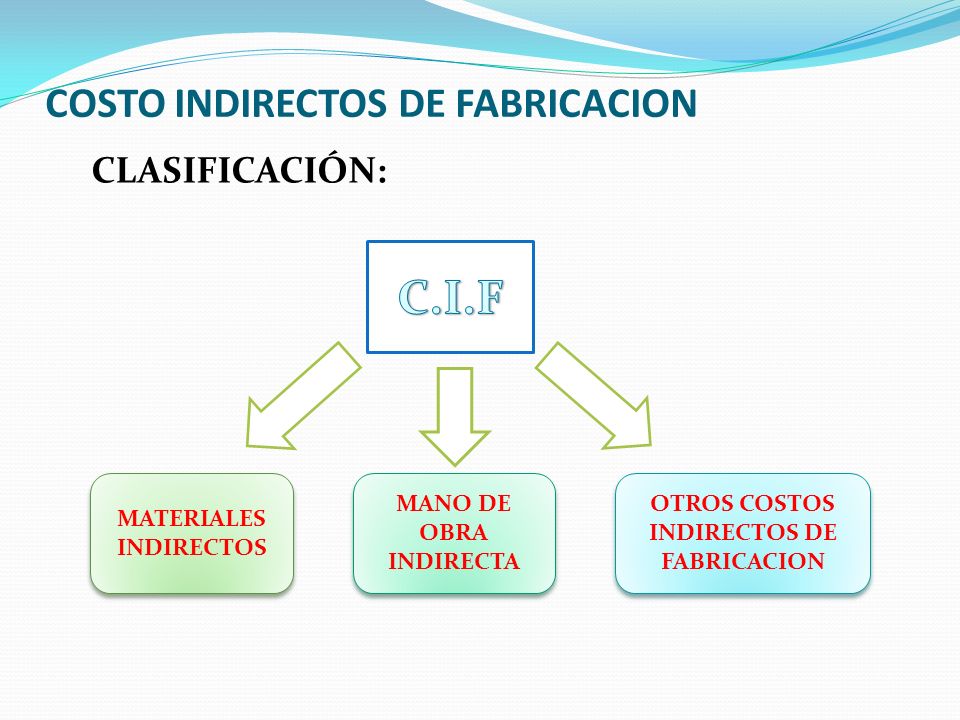 COSTO INDIRECTOS DE FABRICACION
CLASIFICACIÓN:
C.I.F
MATERIALES
INDIRECTOS
MANO DE
OBRA
INDIRECTA
OTROS COSTOS
INDIRECTOS DE
FABRICACION